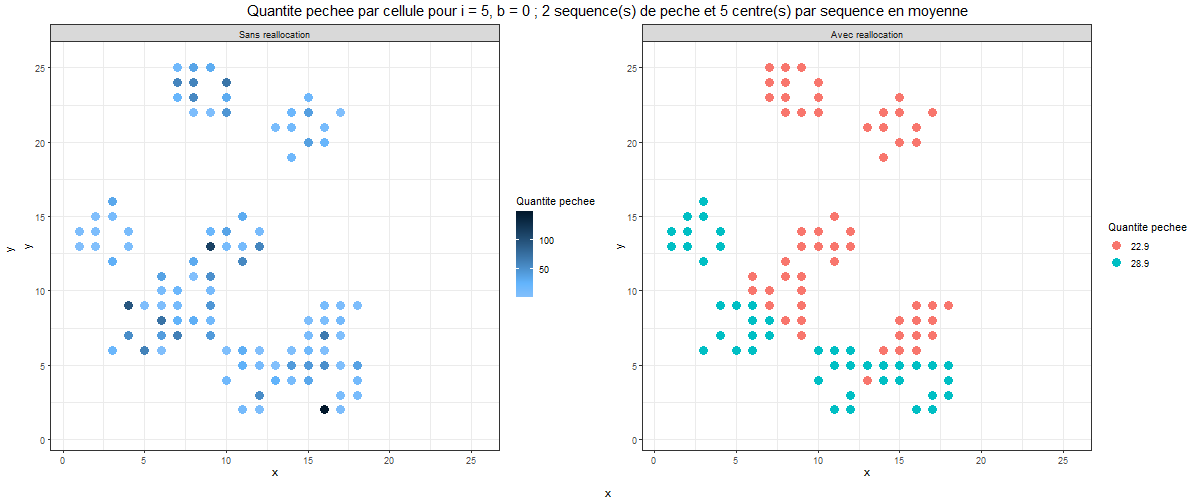 Quantite pechee par cellule pour i = 5, b = 0 ; 2 sequence(s) de peche et 5 centre(s) par sequence en moyenne
Sans reallocation
Avec reallocation
25
20
15
10
5
0
0 5 10 15 20 25
x
y
y
Quantite pechee
100
50
25
20
15
10
5
0
0 5 10 15 20 25
x
y
Quantite pechee
22.9
28.9
x